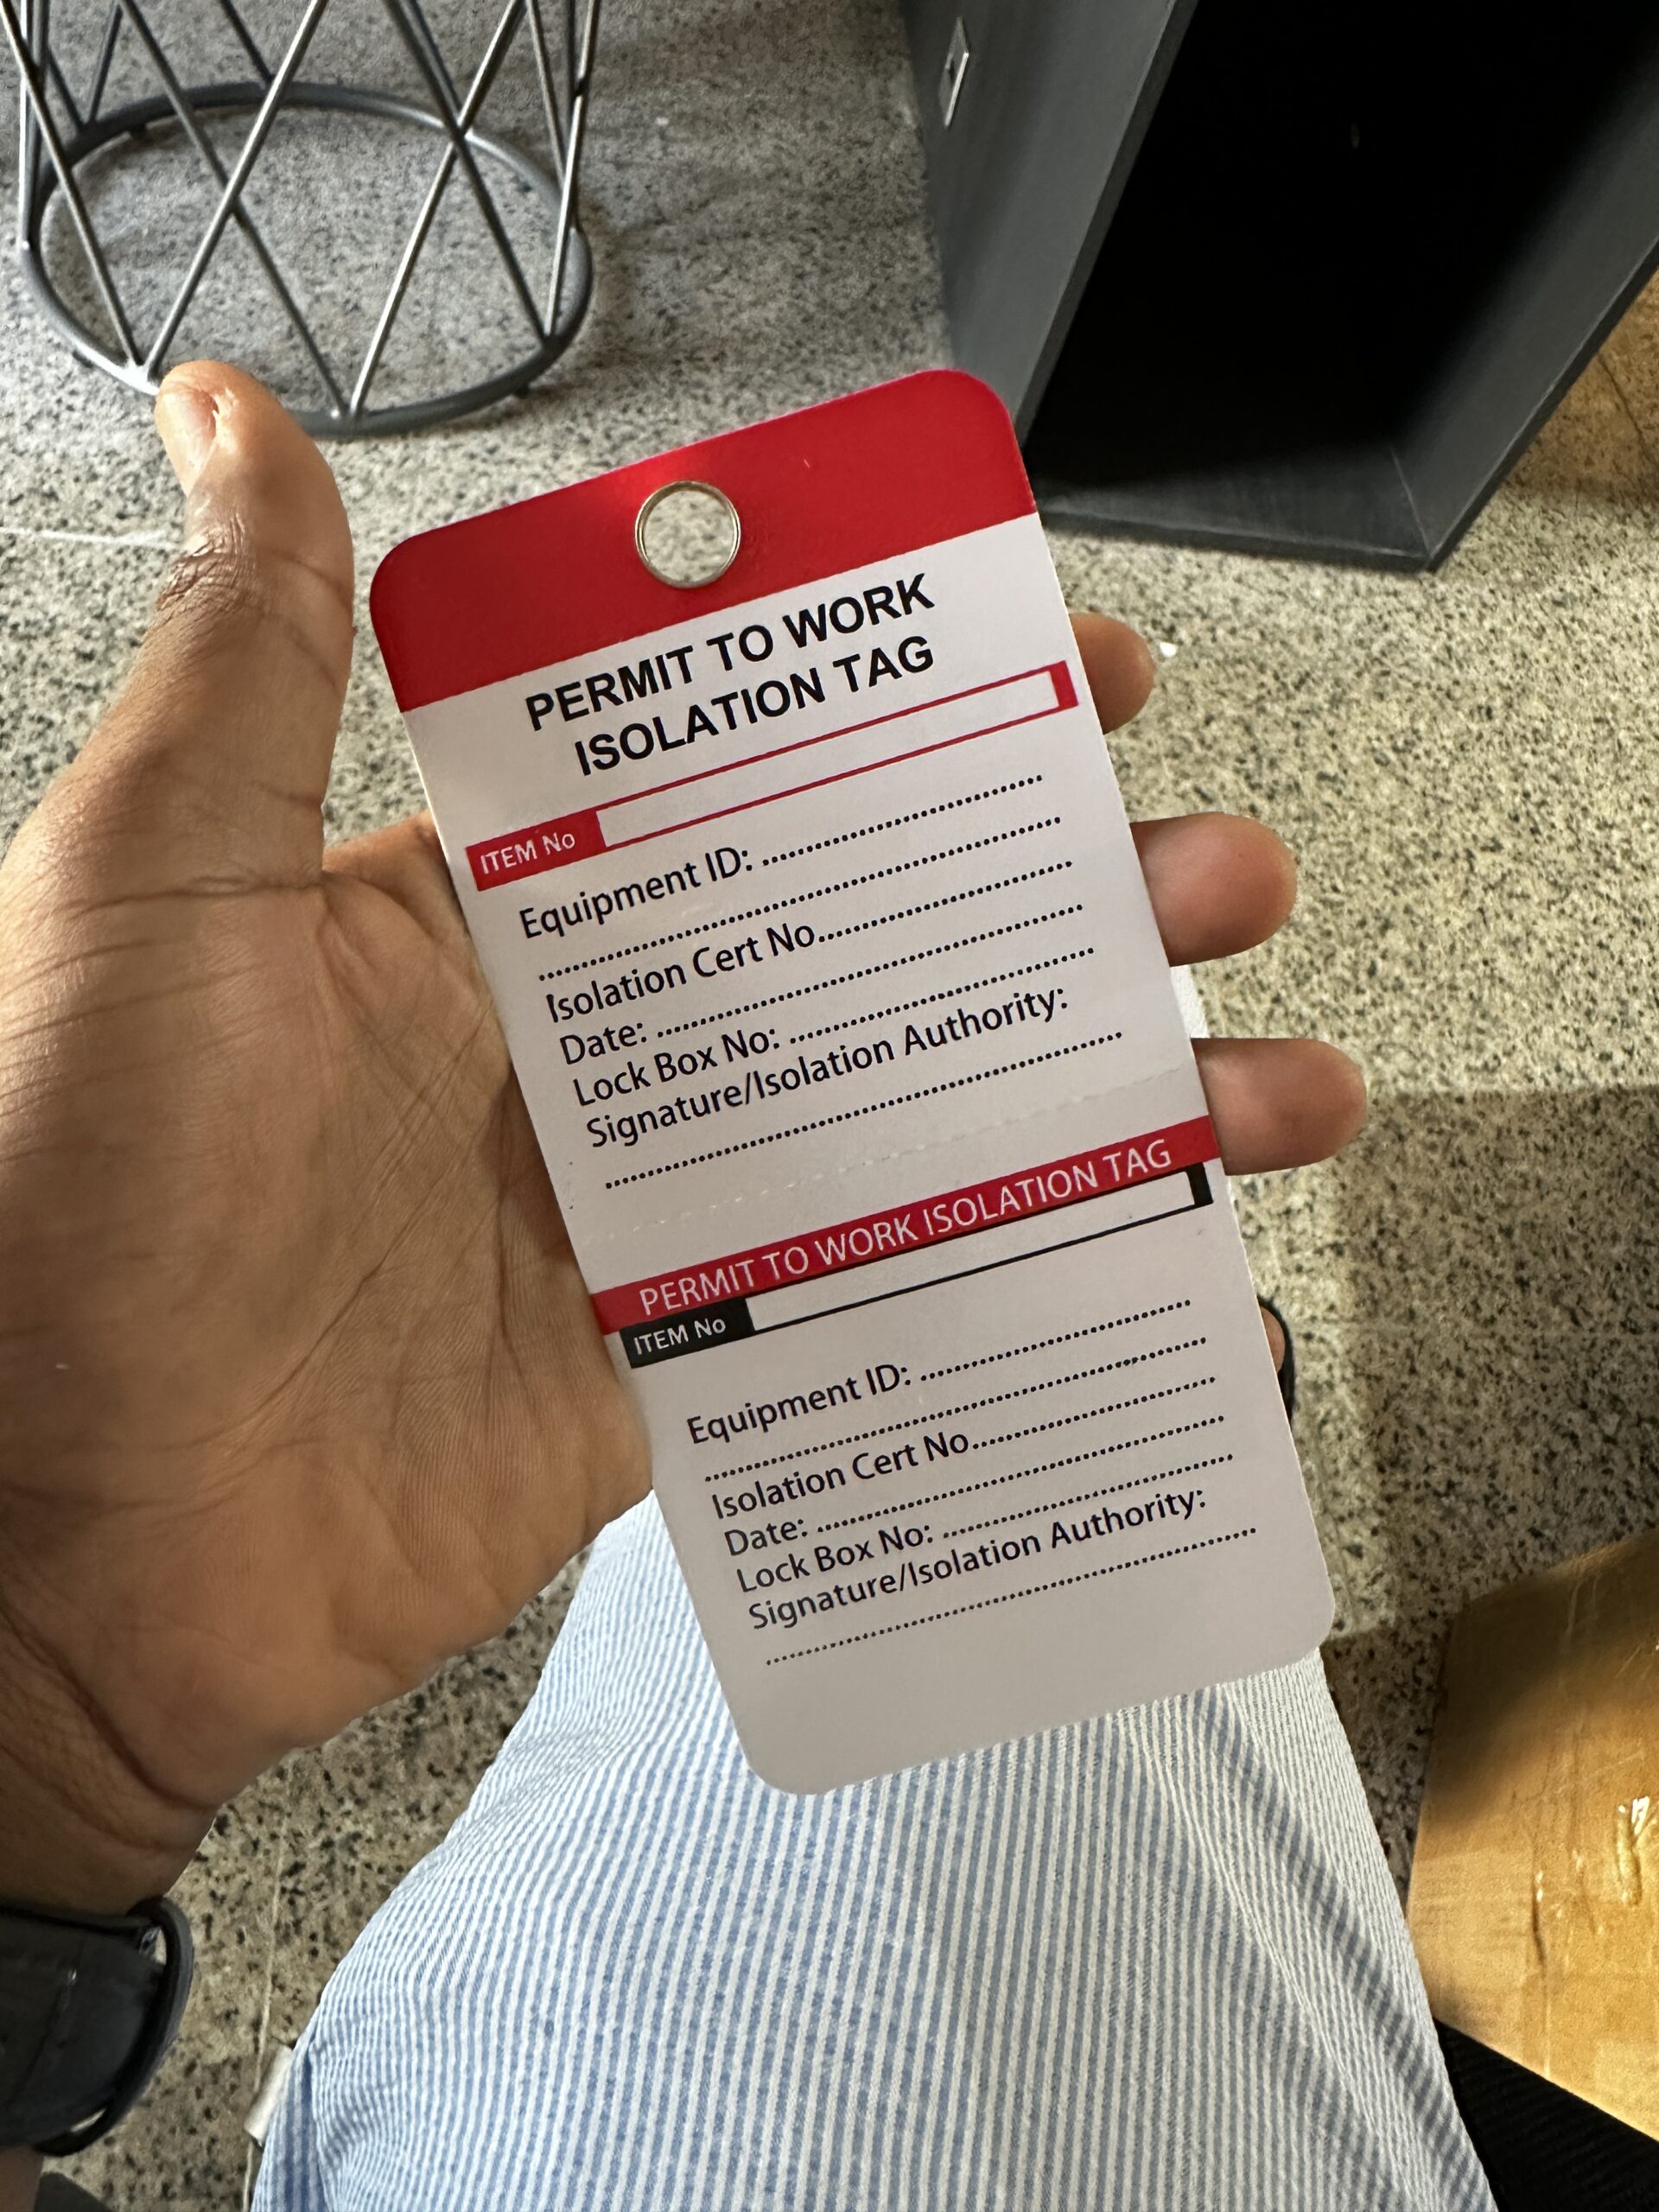 PERMIT TO WORK
ISOLATION TAG
ITEM No
Equipment ID: ..............................
..........................................................
Isolation Cert No...........................
Date: .............................................
Lock Box No: ................................
Signature/Isolation Authority:
..........................................................
PERMIT TO WORK ISOLATION TAG
ITEM No
Equipment ID: ..............................
..........................................................
Isolation Cert No...........................
Date: .............................................
Lock Box No: ................................
Signature/Isolation Authority:
..........................................................